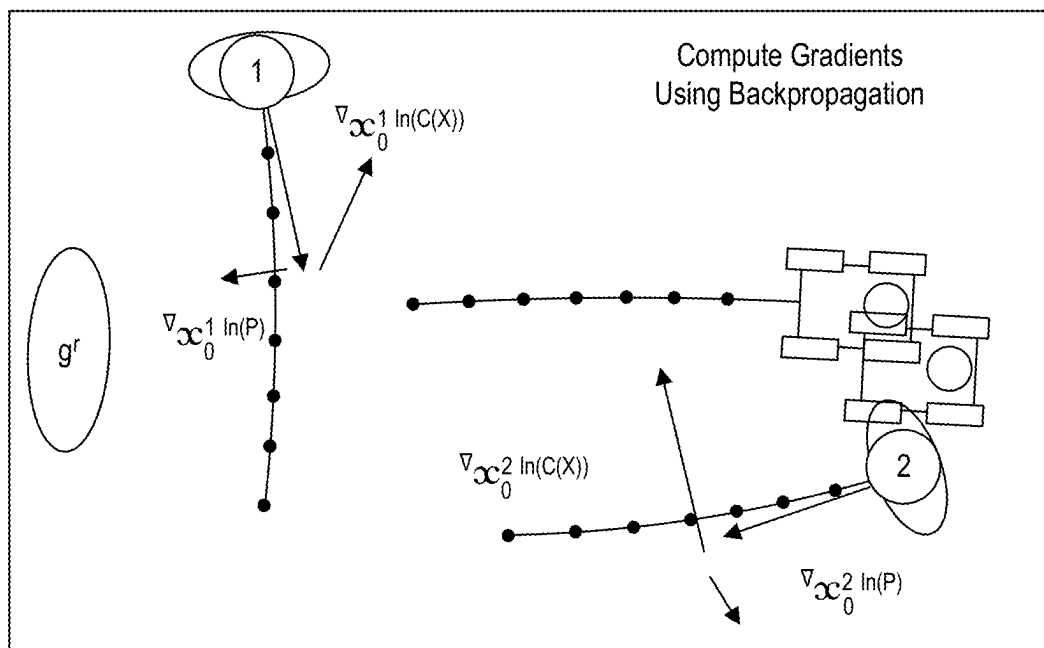 Compute Gradients
Using Backpropagation
1
∇x₀¹ ln(C(X))
∇x₀¹ ln(P)
gʳ
∇x₀² ln(C(X))
2
∇x₀² ln(P)